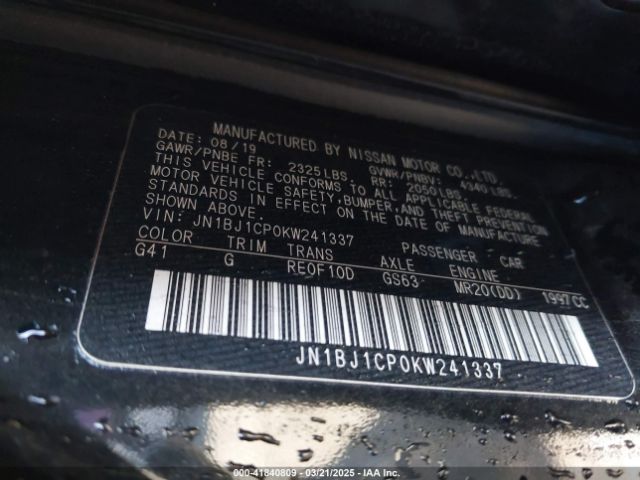 MANUFACTURED BY NISSAN MOTOR CO.,LTD.
DATE: 08/19 GVWR/PNBV: 4340 LBS.
GAWR/PNBE FR: 2325LBS. RR: 2050LBS.
THIS VEHICLE CONFORMS TO ALL APPLICABLE FEDERAL
MOTOR VEHICLE SAFETY,BUMPER,AND THEFT PREVENTION
STANDARDS IN EFFECT ON THE DATE OF MANUFACTURE
SHOWN ABOVE.
VIN: JN1BJ1CP0KW241337 PASSENGER CAR
COLOR TRIM TRANS AXLE ENGINE
G41 G RE0F10D GS63 MR20(DD) 1997CC
JN1BJ1CP0KW241337
000-41840809 — 03/21/2025 — IAA Inc.